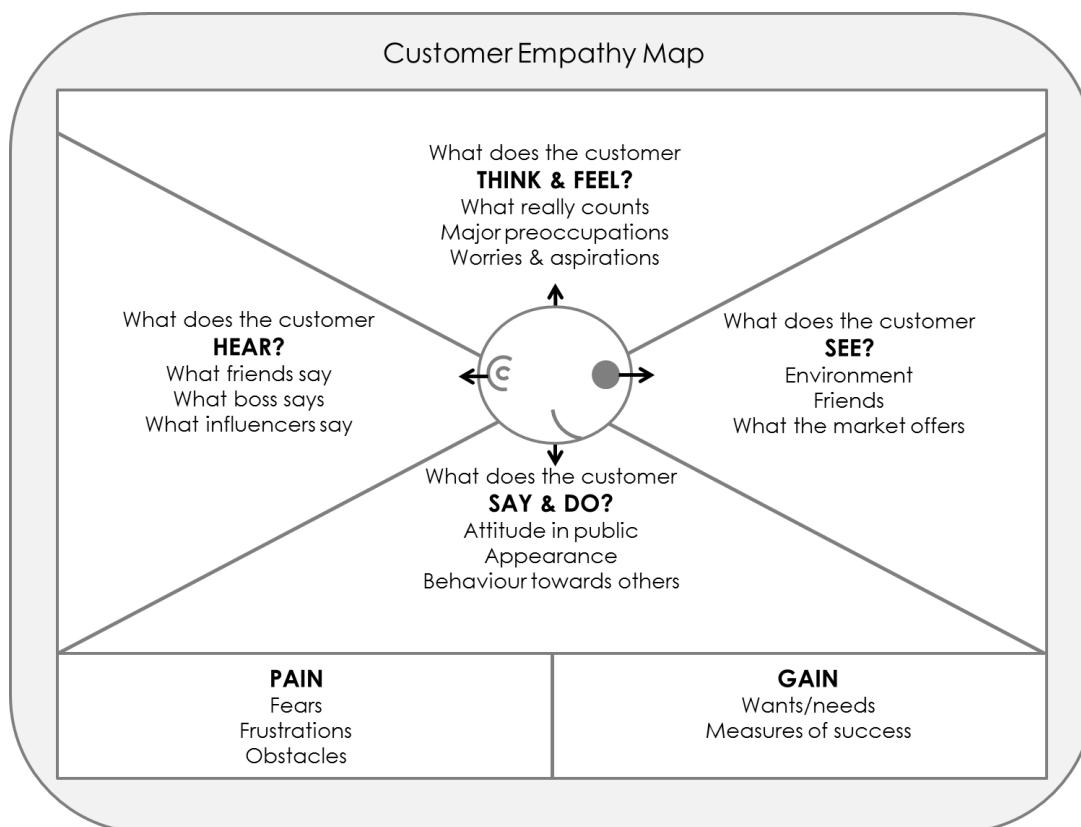 Customer Empathy Map
What does the customer
THINK & FEEL?
What really counts
Major preoccupations
Worries & aspirations
What does the customer
HEAR?
What friends say
What boss says
What influencers say
What does the customer
SEE?
Environment
Friends
What the market offers
What does the customer
SAY & DO?
Attitude in public
Appearance
Behaviour towards others
PAIN
Fears
Frustrations
Obstacles
GAIN
Wants/needs
Measures of success